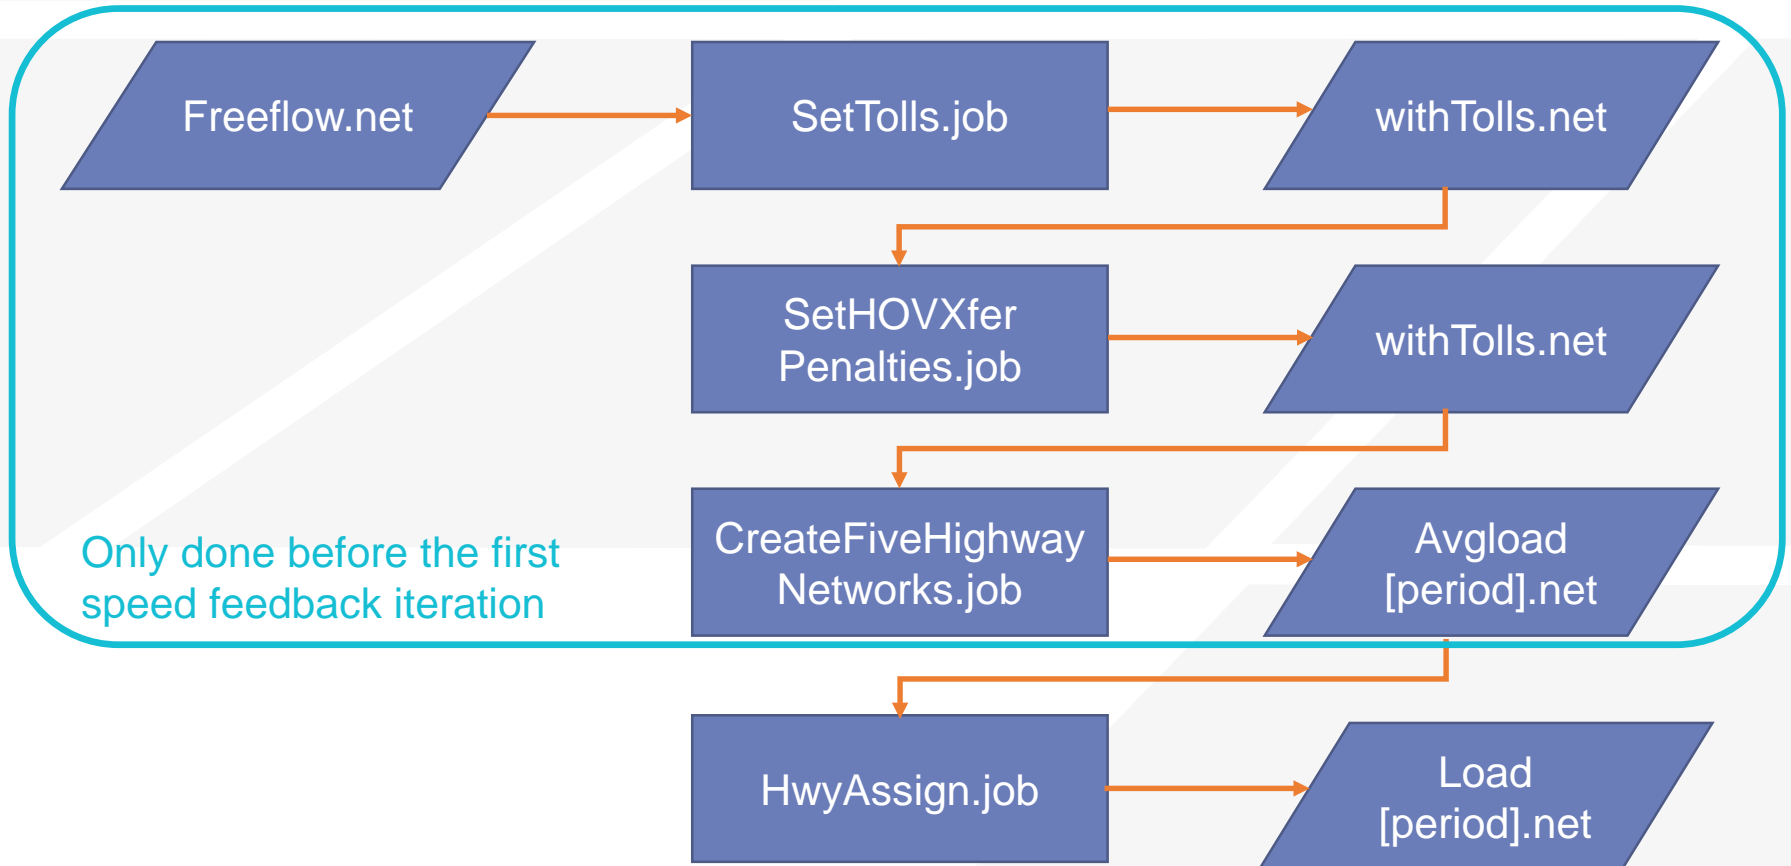 Freeflow.net
SetTolls.job
withTolls.net
SetHOVXfer
Penalties.job
withTolls.net
CreateFiveHighway
Networks.job
Avgload
[period].net
Only done before the first
speed feedback iteration
HwyAssign.job
Load
[period].net